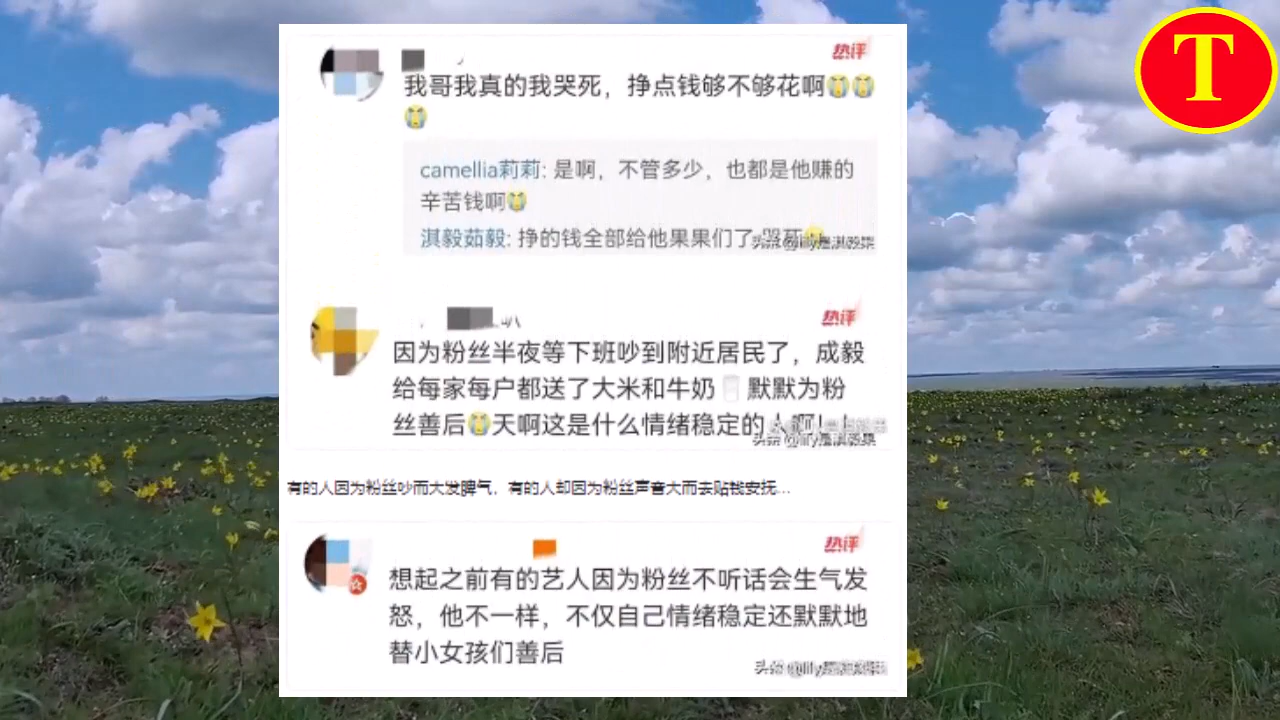 T
热评
我哥我真的我哭死，挣点钱够不够花啊😭😭
😭
camellia莉莉: 是啊，不管多少，也都是他赚的
辛苦钱啊😭
淇毅茹毅: 挣的钱全部给他果果们了
热评
因为粉丝半夜等下班吵到附近居民了，成毅
给每家每户都送了大米和牛奶🥛默默为粉
丝善后😭天啊这是什么情绪稳定的人啊！！
有的人因为粉丝吵而大发脾气，有的人却因为粉丝声音大而去贴钱安抚...
热评
想起之前有的艺人因为粉丝不听话会生气发
怒，他不一样，不仅自己情绪稳定还默默地
替小女孩们善后